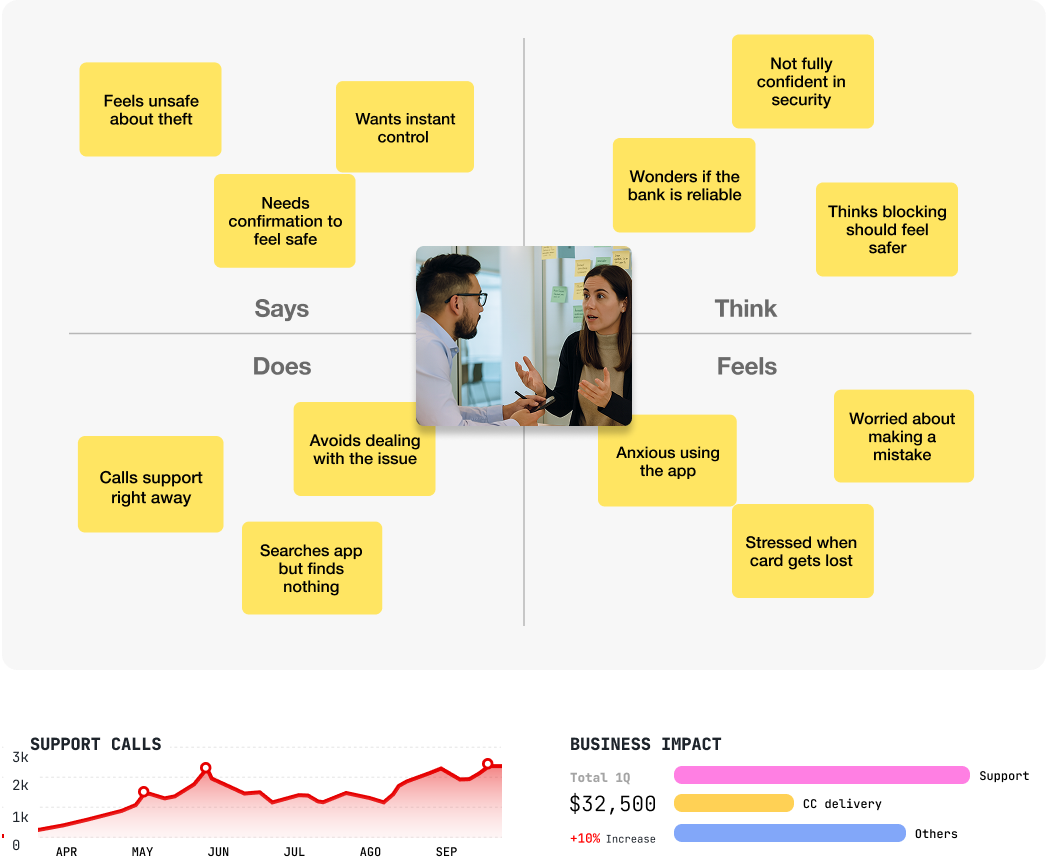 Feels unsafe
about theft
Wants instant
control
Needs
confirmation to
feel safe
Says
Not fully
confident in
security
Wonders if the
bank is reliable
Thinks blocking
should feel
safer
Think
Does
Calls support
right away
Avoids dealing
with the issue
Searches app
but finds
nothing
Feels
Anxious using
the app
Worried about
making a
mistake
Stressed when
card gets lost
SUPPORT CALLS
3k
2k
1k
0
APR MAY JUN JUL AGO SEP
BUSINESS IMPACT
Total 1Q
$32,500
+10% Increase
Support
CC delivery
Others